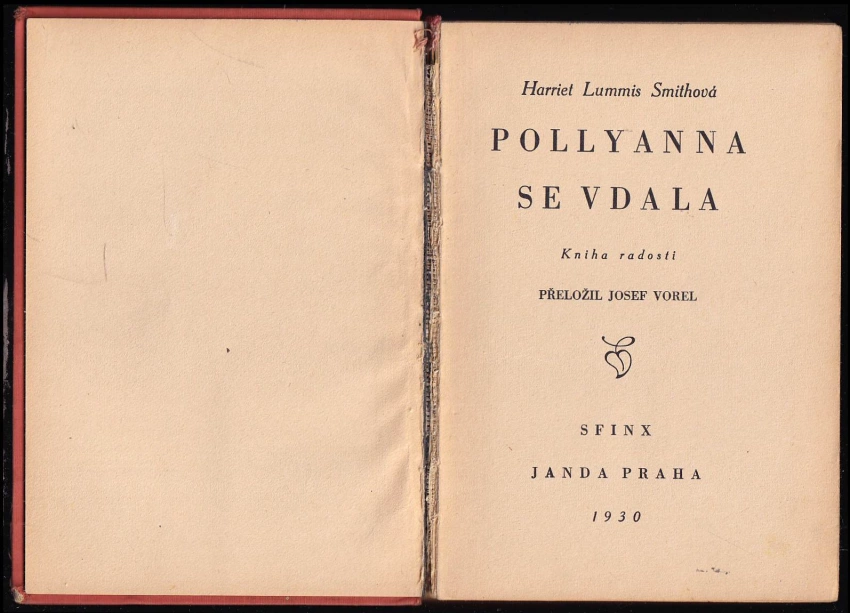 Harriet Lummis Smithová
POLLYANNA
SE VDALA
Kniha radosti
PŘELOŽIL JOSEF VOREL
SFINX
JANDA PRAHA
1930